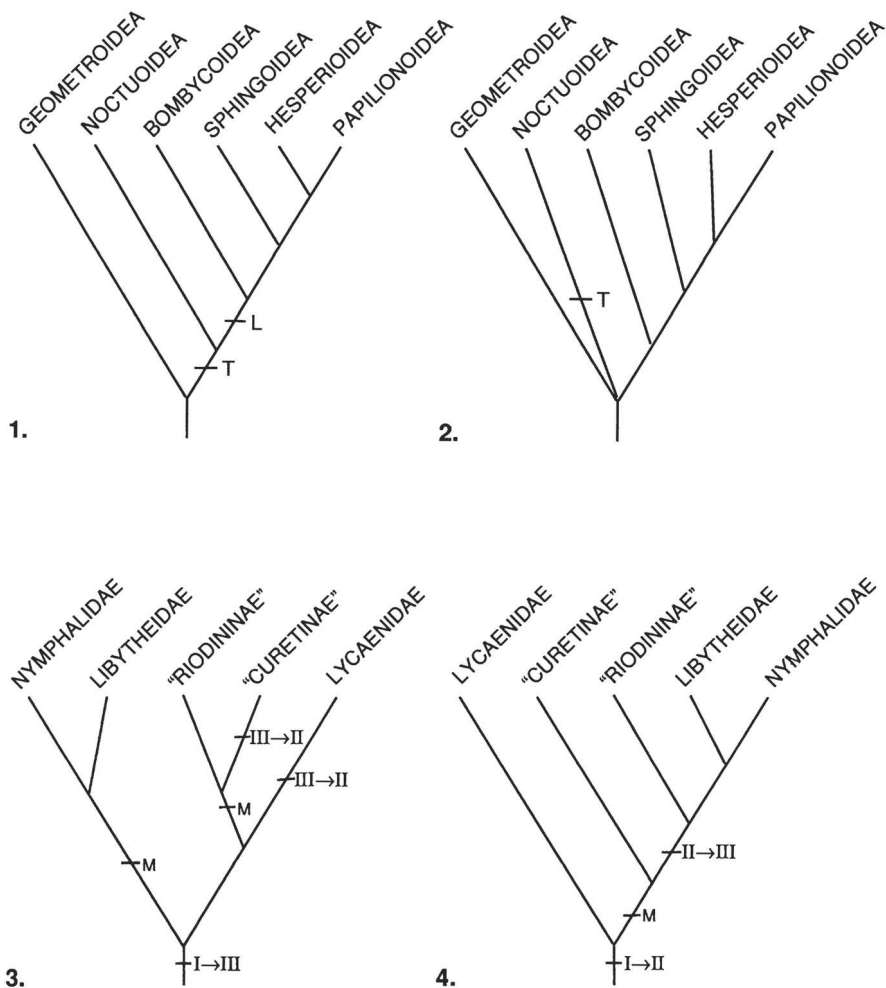 GEOMETROIDEA
NOCTUOIDEA
BOMBYCOIDEA
SPHINGOIDEA
HESPERIOIDEA
PAPILIONOIDEA
L
T
1.
GEOMETROIDEA
NOCTUOIDEA
BOMBYCOIDEA
SPHINGOIDEA
HESPERIOIDEA
PAPILIONOIDEA
T
2.
NYMPHALIDAE
LIBYTHEIDAE
“RIODININAE”
“CURETINAE”
LYCAENIDAE
III→II
III→II
M
M
I→III
3.
LYCAENIDAE
“CURETINAE”
“RIODININAE”
LIBYTHEIDAE
NYMPHALIDAE
II→III
M
I→II
4.